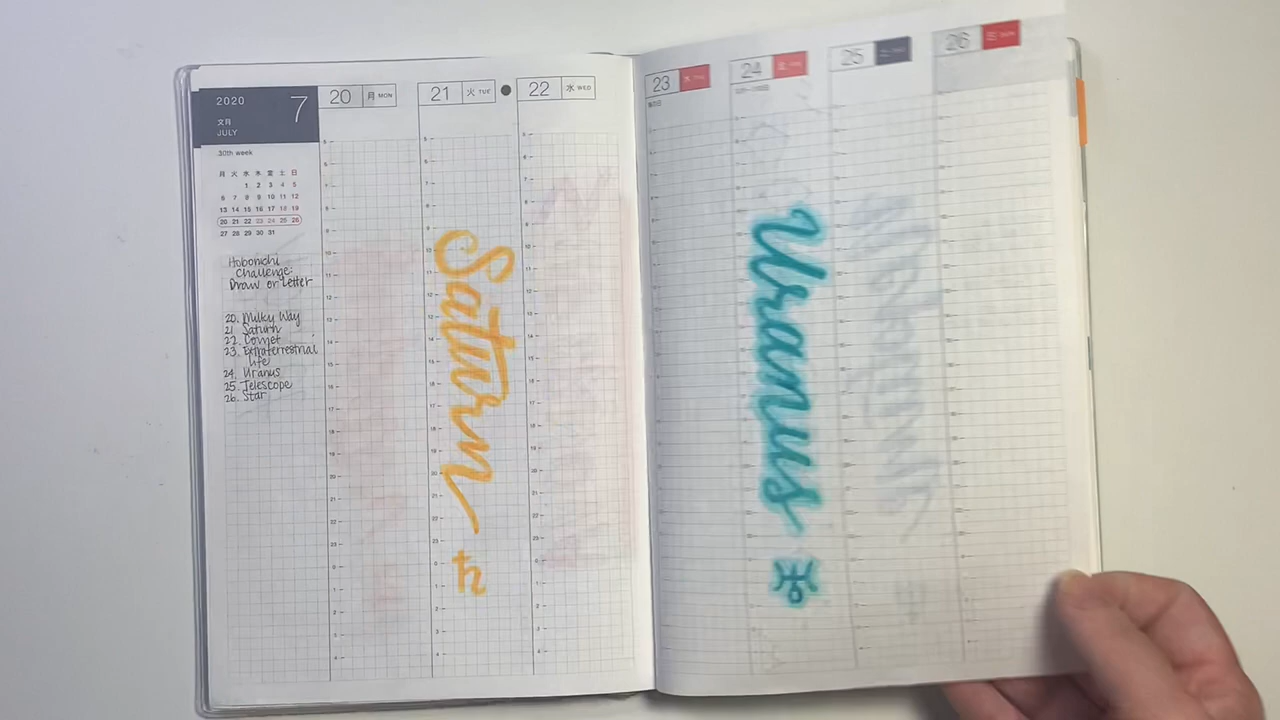 2020 7
文月
JULY
20 月 MON
21 火 TUE
22 水 WED
23
24
25
26
30th week
月 火 水 木 金 土 日
1 2 3 4 5
6 7 8 9 10 11 12
13 14 15 16 17 18 19
20 21 22 23 24 25 26
27 28 29 30 31
Hobonichi
Challenge:
Draw or Letter
20. Milky Way
21. Saturn
22. Comet
23. Extraterrestrial
life
24. Uranus
25. Telescope
26. Star
Saturn ♄
Uranus ⛢